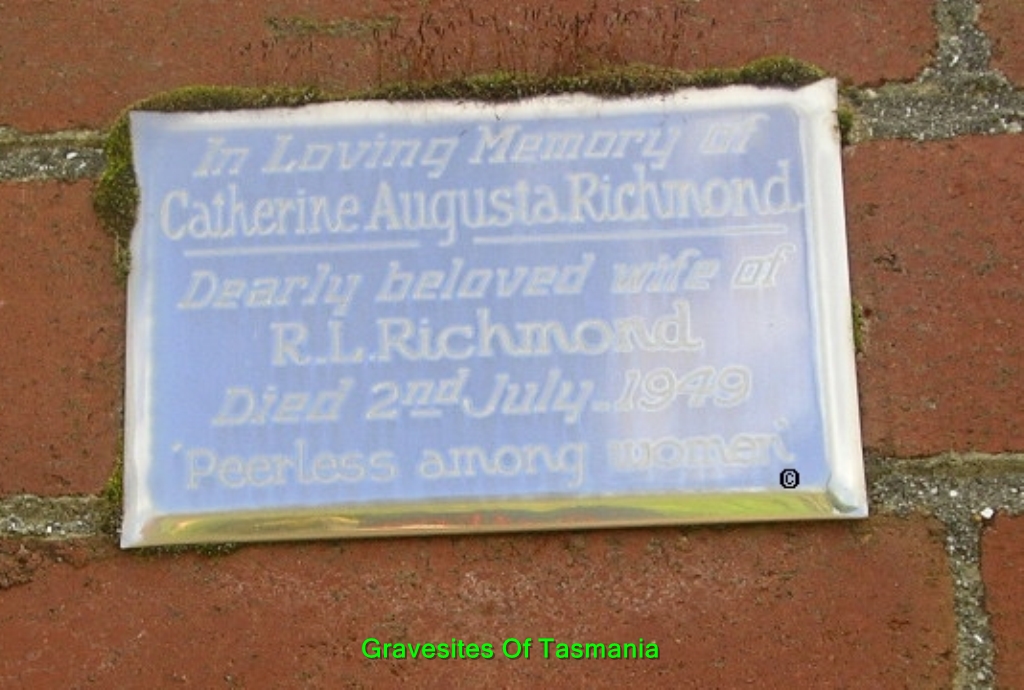 In Loving Memory Of
Catherine Augusta Richmond.
Dearly beloved wife of
R.L. Richmond
Died 2nd July. 1949
"Peerless among women"
©
Gravesites Of Tasmania